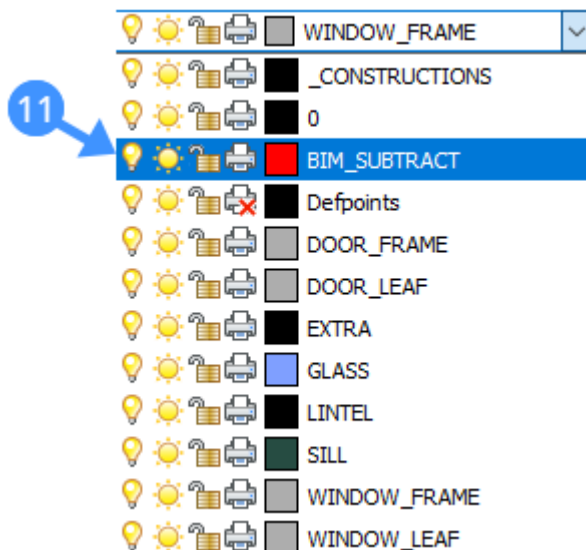 WINDOW_FRAME
_CONSTRUCTIONS
11
0
BIM_SUBTRACT
Defpoints
DOOR_FRAME
DOOR_LEAF
EXTRA
GLASS
LINTEL
SILL
WINDOW_FRAME
WINDOW_LEAF